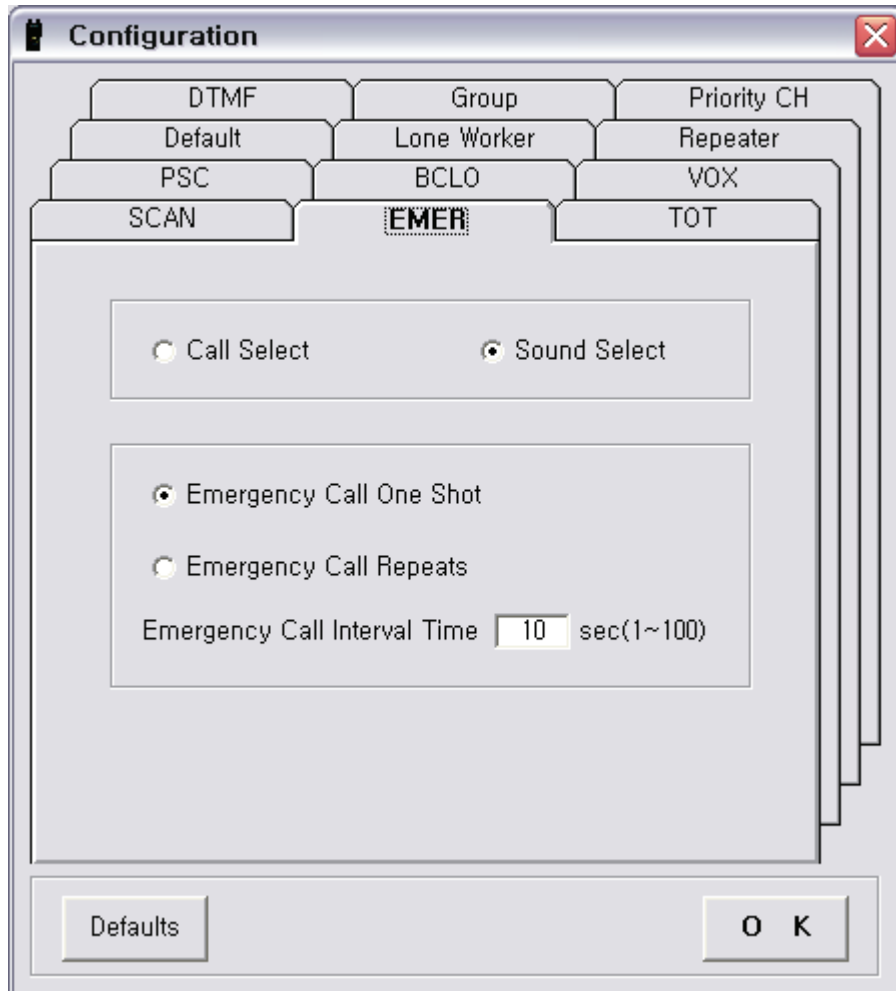 Configuration
DTMF Group Priority CH
Default Lone Worker Repeater
PSC BCLO VOX
SCAN EMER TOT
Call Select Sound Select
Emergency Call One Shot
Emergency Call Repeats
Emergency Call Interval Time 10 sec(1~100)
Defaults O K